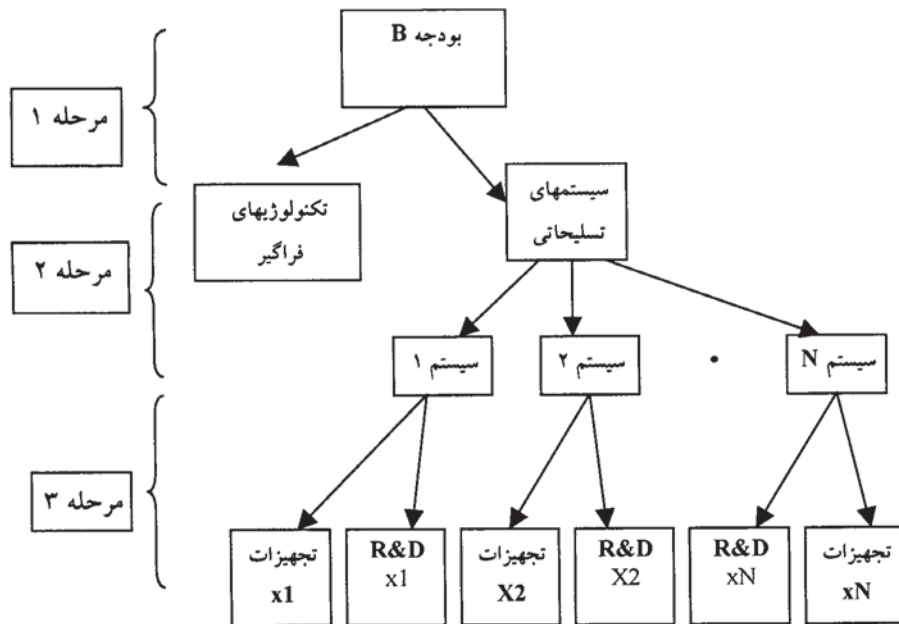 بودجه B
مرحله ۱
تکنولوژیهای
فراگیر
سیستمهای
تسلیحاتی
مرحله ۲
سیستم ۱
سیستم ۲
سیستم N
مرحله ۳
تجهیزات
x1
R&D
x1
تجهیزات
X2
R&D
X2
R&D
xN
تجهیزات
xN